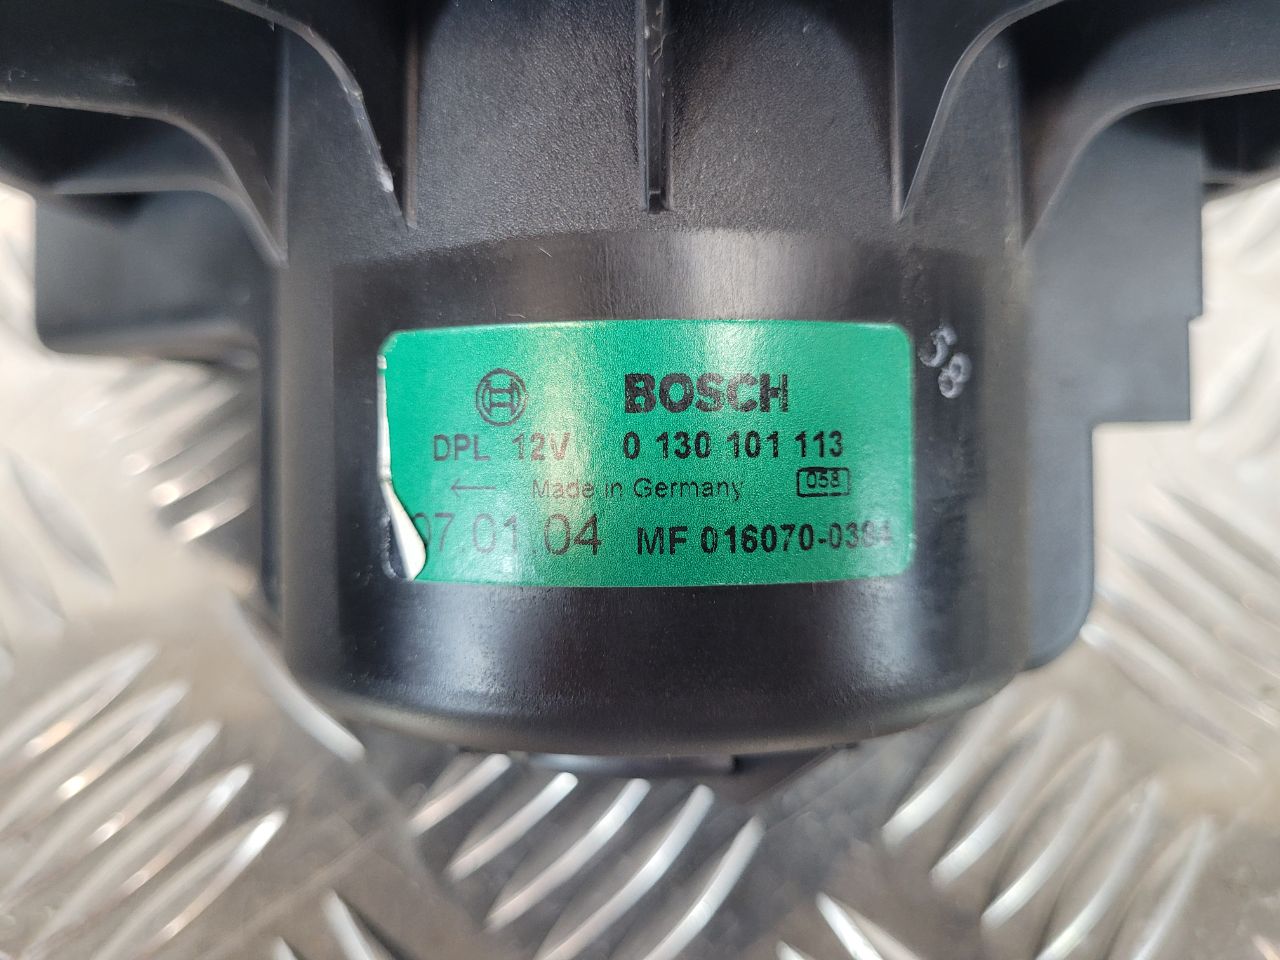 BOSCH
DPL 12V 0 130 101 113
← Made in Germany 058
07.01.04 MF 016070-0384
58